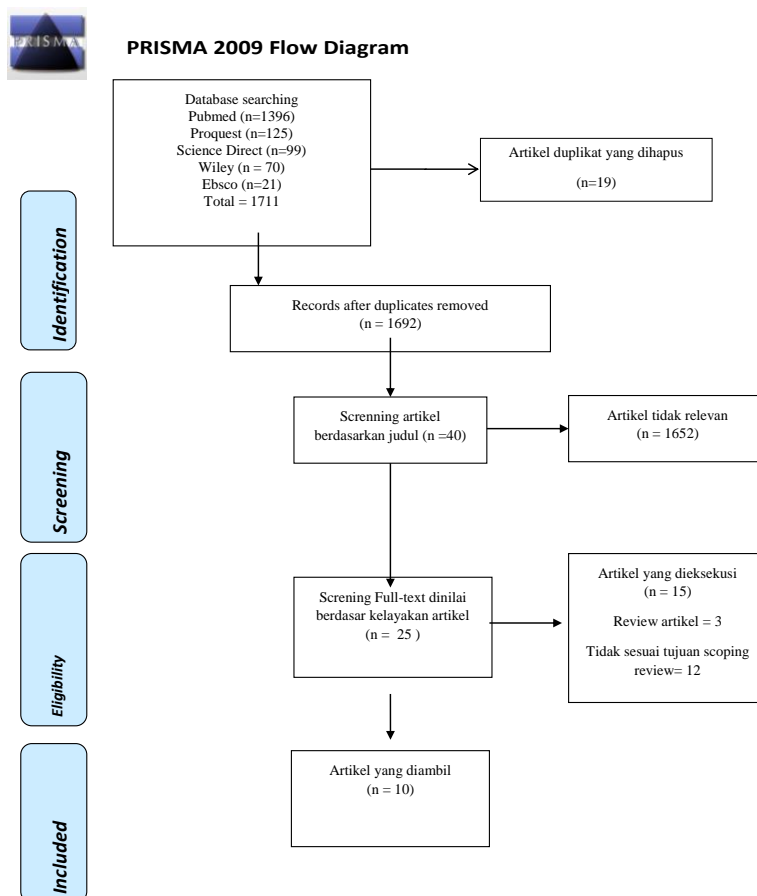 PRISMA
PRISMA 2009 Flow Diagram
Database searching
Pubmed (n=1396)
Proquest (n=125)
Science Direct (n=99)
Wiley (n = 70)
Ebsco (n=21)
Total = 1711
Artikel duplikat yang dihapus
(n=19)
Identification
Records after duplicates removed
(n = 1692)
Screening
Screnning artikel
berdasarkan judul (n =40)
Artikel tidak relevan
(n = 1652)
Eligibility
Screning Full-text dinilai
berdasar kelayakan artikel
(n = 25 )
Artikel yang dieksekusi
(n = 15)
Review artikel = 3
Tidak sesuai tujuan scoping
review= 12
Included
Artikel yang diambil
(n = 10)